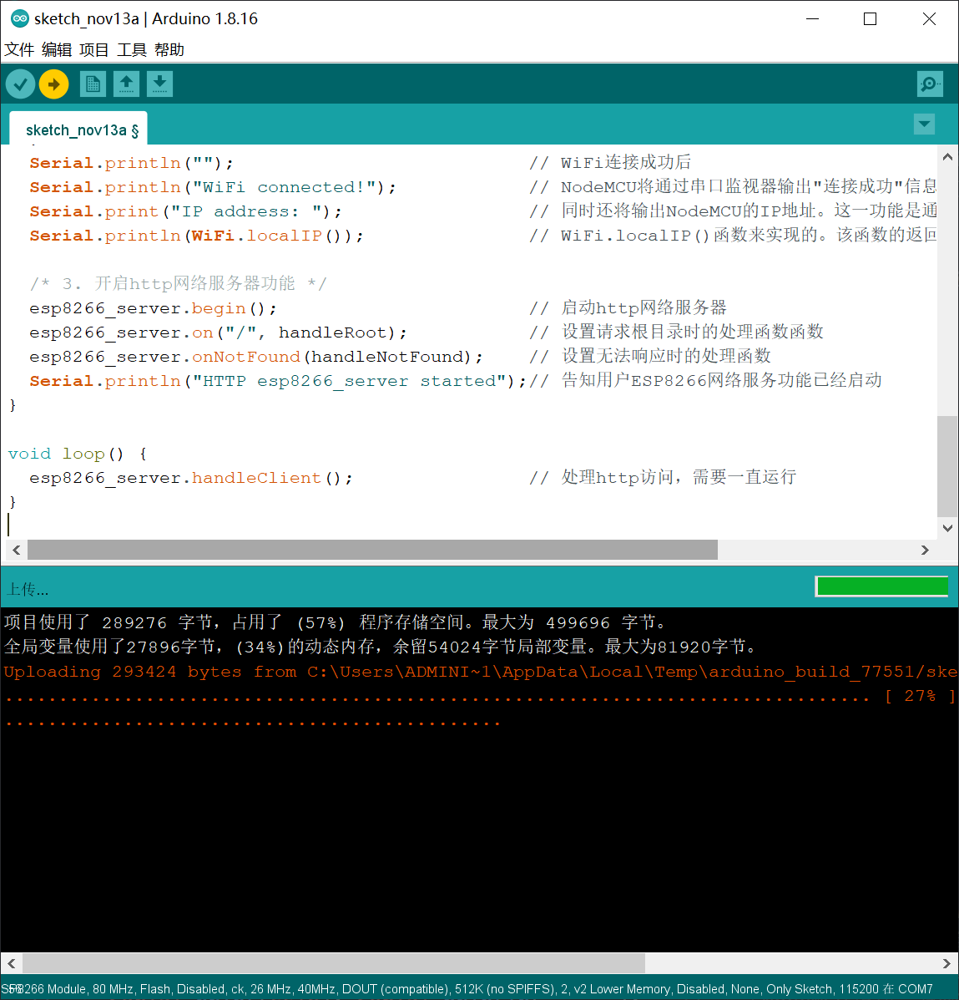 sketch_nov13a | Arduino 1.8.16
文件 编辑 项目 工具 帮助
sketch_nov13a §
Serial.println(""); // WiFi连接成功后
Serial.println("WiFi connected!"); // NodeMCU将通过串口监视器输出"连接成功"信息
Serial.print("IP address: "); // 同时还将输出NodeMCU的IP地址。这一功能是通
Serial.println(WiFi.localIP()); // WiFi.localIP()函数来实现的。该函数的返回
/* 3. 开启http网络服务器功能 */
esp8266_server.begin(); // 启动http网络服务器
esp8266_server.on("/", handleRoot); // 设置请求根目录时的处理函数函数
esp8266_server.onNotFound(handleNotFound); // 设置无法响应时的处理函数
Serial.println("HTTP esp8266_server started");// 告知用户ESP8266网络服务功能已经启动
}
void loop() {
esp8266_server.handleClient(); // 处理http访问，需要一直运行
}
上传...
项目使用了 289276 字节，占用了 (57%) 程序存储空间。最大为 499696 字节。
全局变量使用了27896字节，(34%)的动态内存，余留54024字节局部变量。最大为81920字节。
Uploading 293424 bytes from C:\Users\ADMINI~1\AppData\Local\Temp\arduino_build_77551/ske
................................................................................ [ 27% ]
..............................................
8266 Module, 80 MHz, Flash, Disabled, ck, 26 MHz, 40MHz, DOUT (compatible), 512K (no SPIFFS), 2, v2 Lower Memory, Disabled, None, Only Sketch, 115200 在 COM7